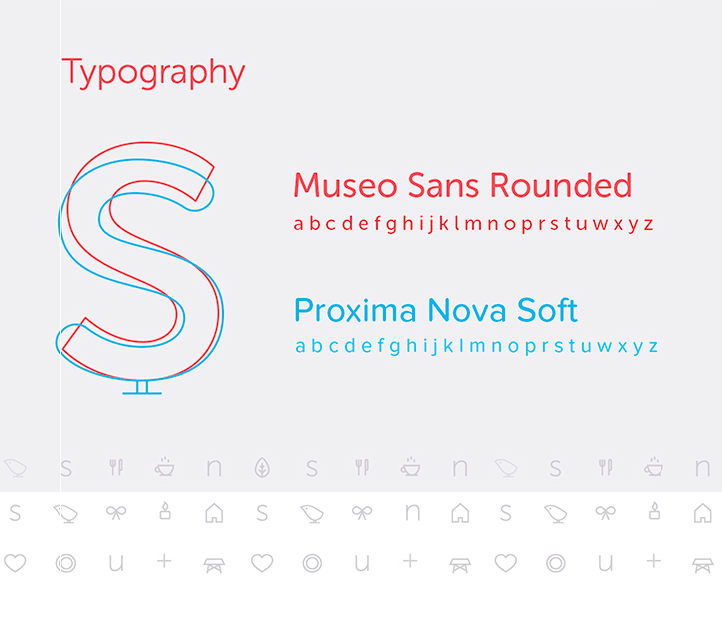 Typography
S
Museo Sans Rounded
a b c d e f g h i j k l m n o p r s t u w x y z
Proxima Nova Soft
a b c d e f g h i j k l m n o p r s t u w x y z
s n s n s n
s s n s
u + u + u +